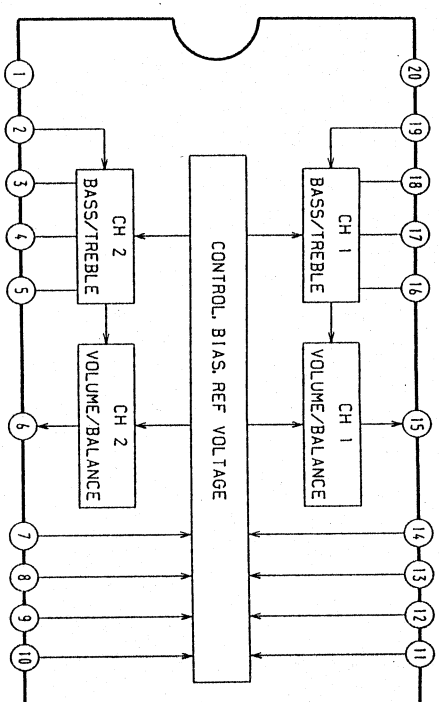 1
20
2
19
3
18
4
17
5
16
CH 2
BASS/TREBLE
CH 1
BASS/TREBLE
CONTROL, BIAS, REF VOLTAGE
CH 2
VOLUME/BALANCE
CH 1
VOLUME/BALANCE
6
15
7
14
8
13
9
12
10
11